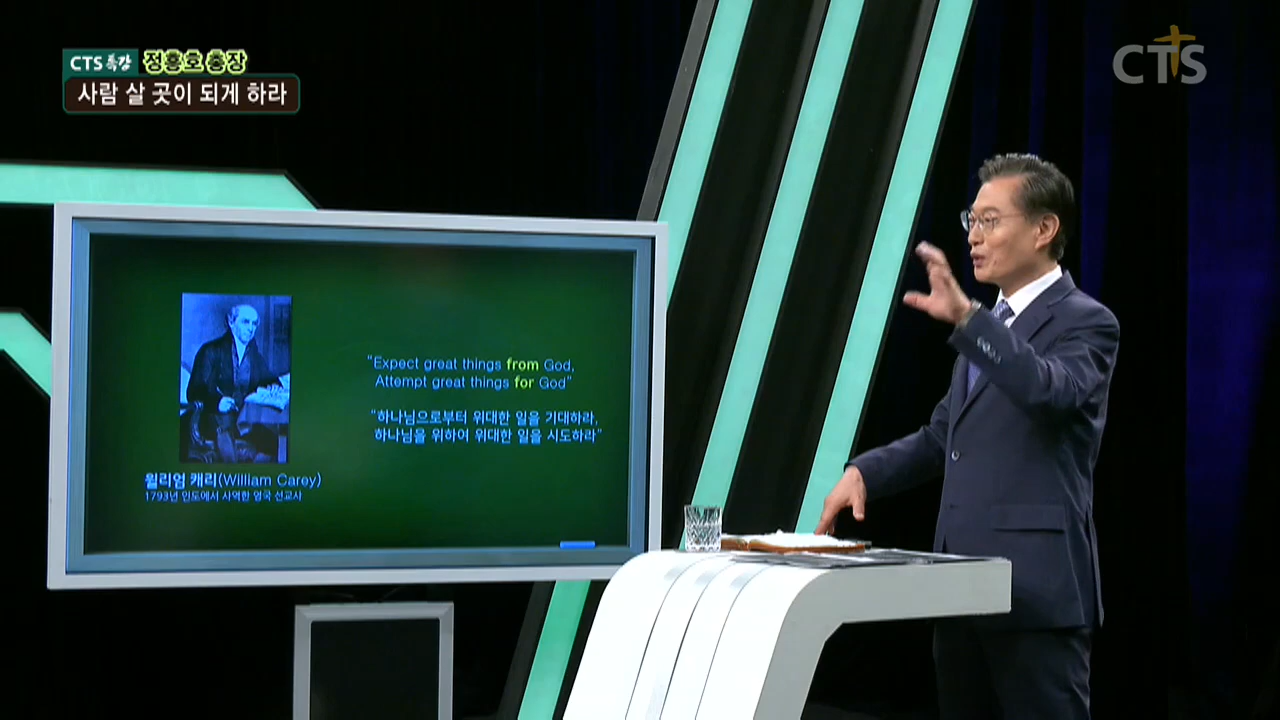 CTS 특강 정흥호 총장
사람 살 곳이 되게 하라
CTS
“Expect great things from God,
Attempt great things for God”
“하나님으로부터 위대한 일을 기대하라,
하나님을 위하여 위대한 일을 시도하라”
윌리엄 캐리(William Carey)
1793년 인도에서 사역한 영국 선교사